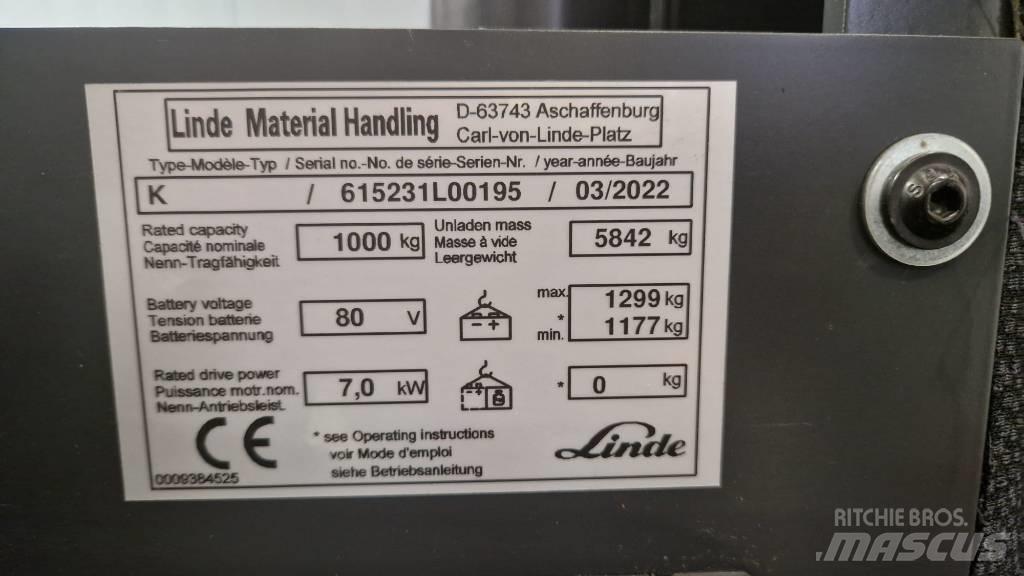 Linde Material Handling
D-63743 Aschaffenburg
Carl-von-Linde-Platz
Type-Modèle-Typ / Serial no.-No. de série-Serien-Nr. / year-année-Baujahr
K / 615231L00195 / 03/2022
Rated capacity
Capacité nominale
Nenn-Tragfähigkeit
1000 kg
Unladen mass
Masse à vide
Leergewicht
5842 kg
Battery voltage
Tension batterie
Batteriespannung
80 V
- +
max. 1299 kg
*
min. 1177 kg
Rated drive power
Puissance motr.nom.
Nenn-Antriebsleist.
7,0 kW
- +
* 0 kg
CE
* see Operating instructions
voir Mode d'emploi
siehe Betriebsanleitung
Linde
0009384525
RITCHIE BROS.
MASCUS